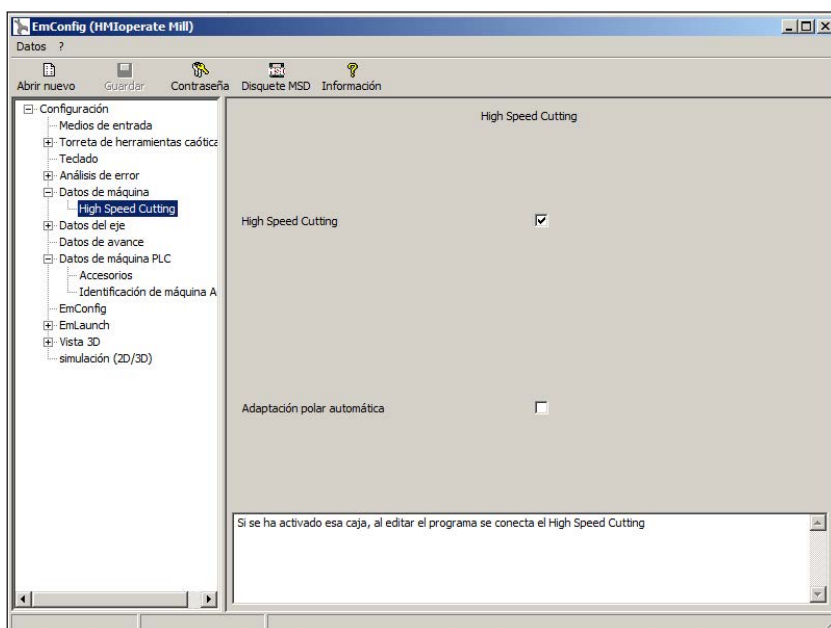 EmConfig (HMIoperate Mill)
Datos ?
Abrir nuevo Guardar Contraseña Disquete MSD Información
Configuración
Medios de entrada
Torreta de herramientas caótica
Teclado
Análisis de error
Datos de máquina
High Speed Cutting
Datos del eje
Datos de avance
Datos de máquina PLC
Accesorios
Identificación de máquina A
EmConfig
EmLaunch
Vista 3D
simulación (2D/3D)
High Speed Cutting
High Speed Cutting
Adaptación polar automática
Si se ha activado esa caja, al editar el programa se conecta el High Speed Cutting